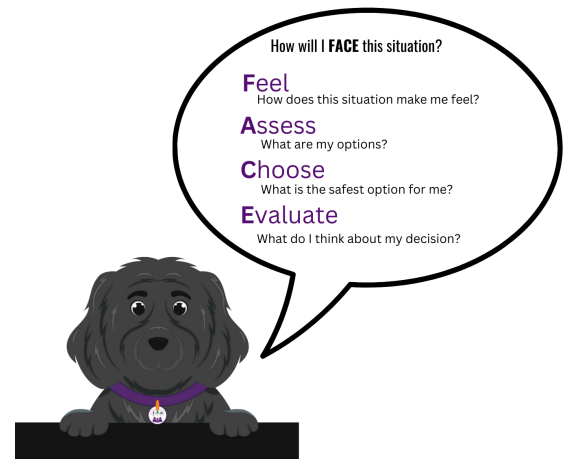 How will I FACE this situation?
Feel
How does this situation make me feel?
Assess
What are my options?
Choose
What is the safest option for me?
Evaluate
What do I think about my decision?